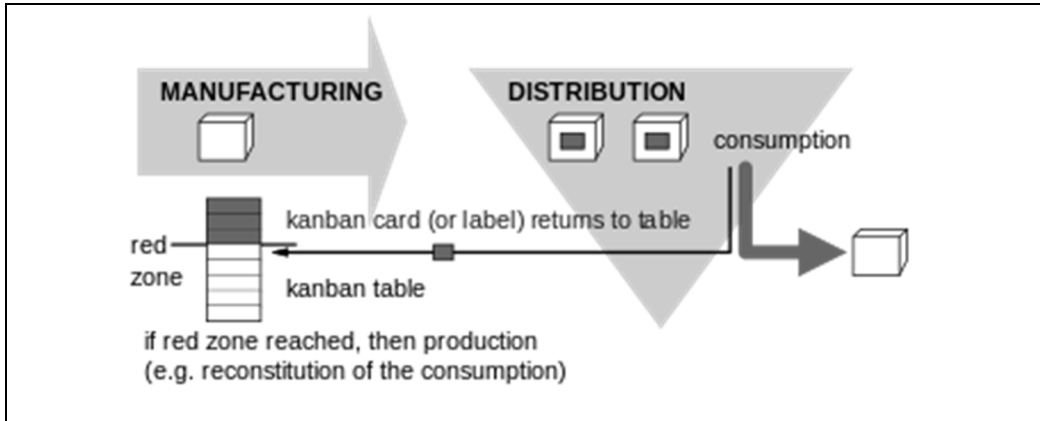 MANUFACTURING
DISTRIBUTION
consumption
kanban card (or label) returns to table
red
zone
kanban table
if red zone reached, then production
(e.g. reconstitution of the consumption)